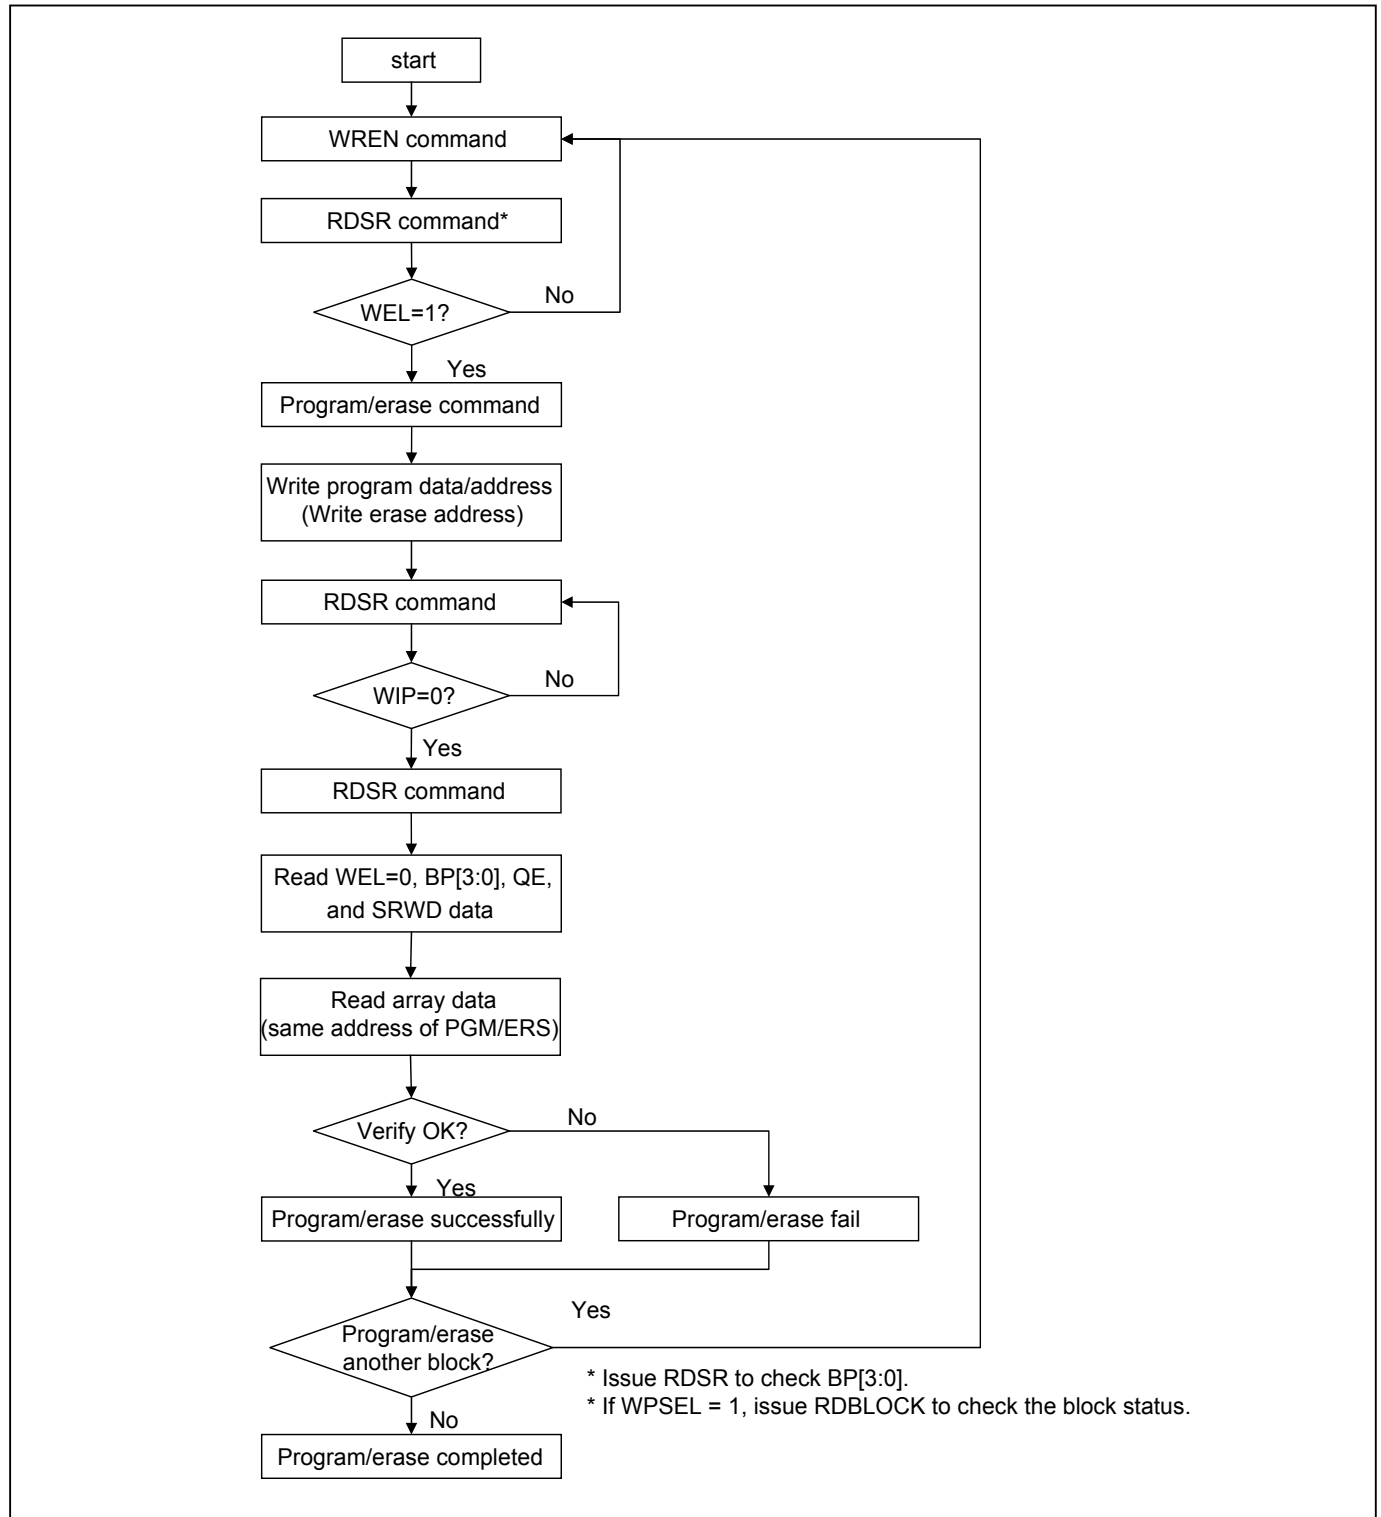 start
WREN command
RDSR command*
WEL=1?
No
Yes
Program/erase command
Write program data/address
(Write erase address)
RDSR command
WIP=0?
No
Yes
RDSR command
Read WEL=0, BP[3:0], QE,
and SRWD data
Read array data
(same address of PGM/ERS)
Verify OK?
No
Yes
Program/erase successfully
Program/erase fail
Program/erase
another block?
Yes
* Issue RDSR to check BP[3:0].
* If WPSEL = 1, issue RDBLOCK to check the block status.
No
Program/erase completed